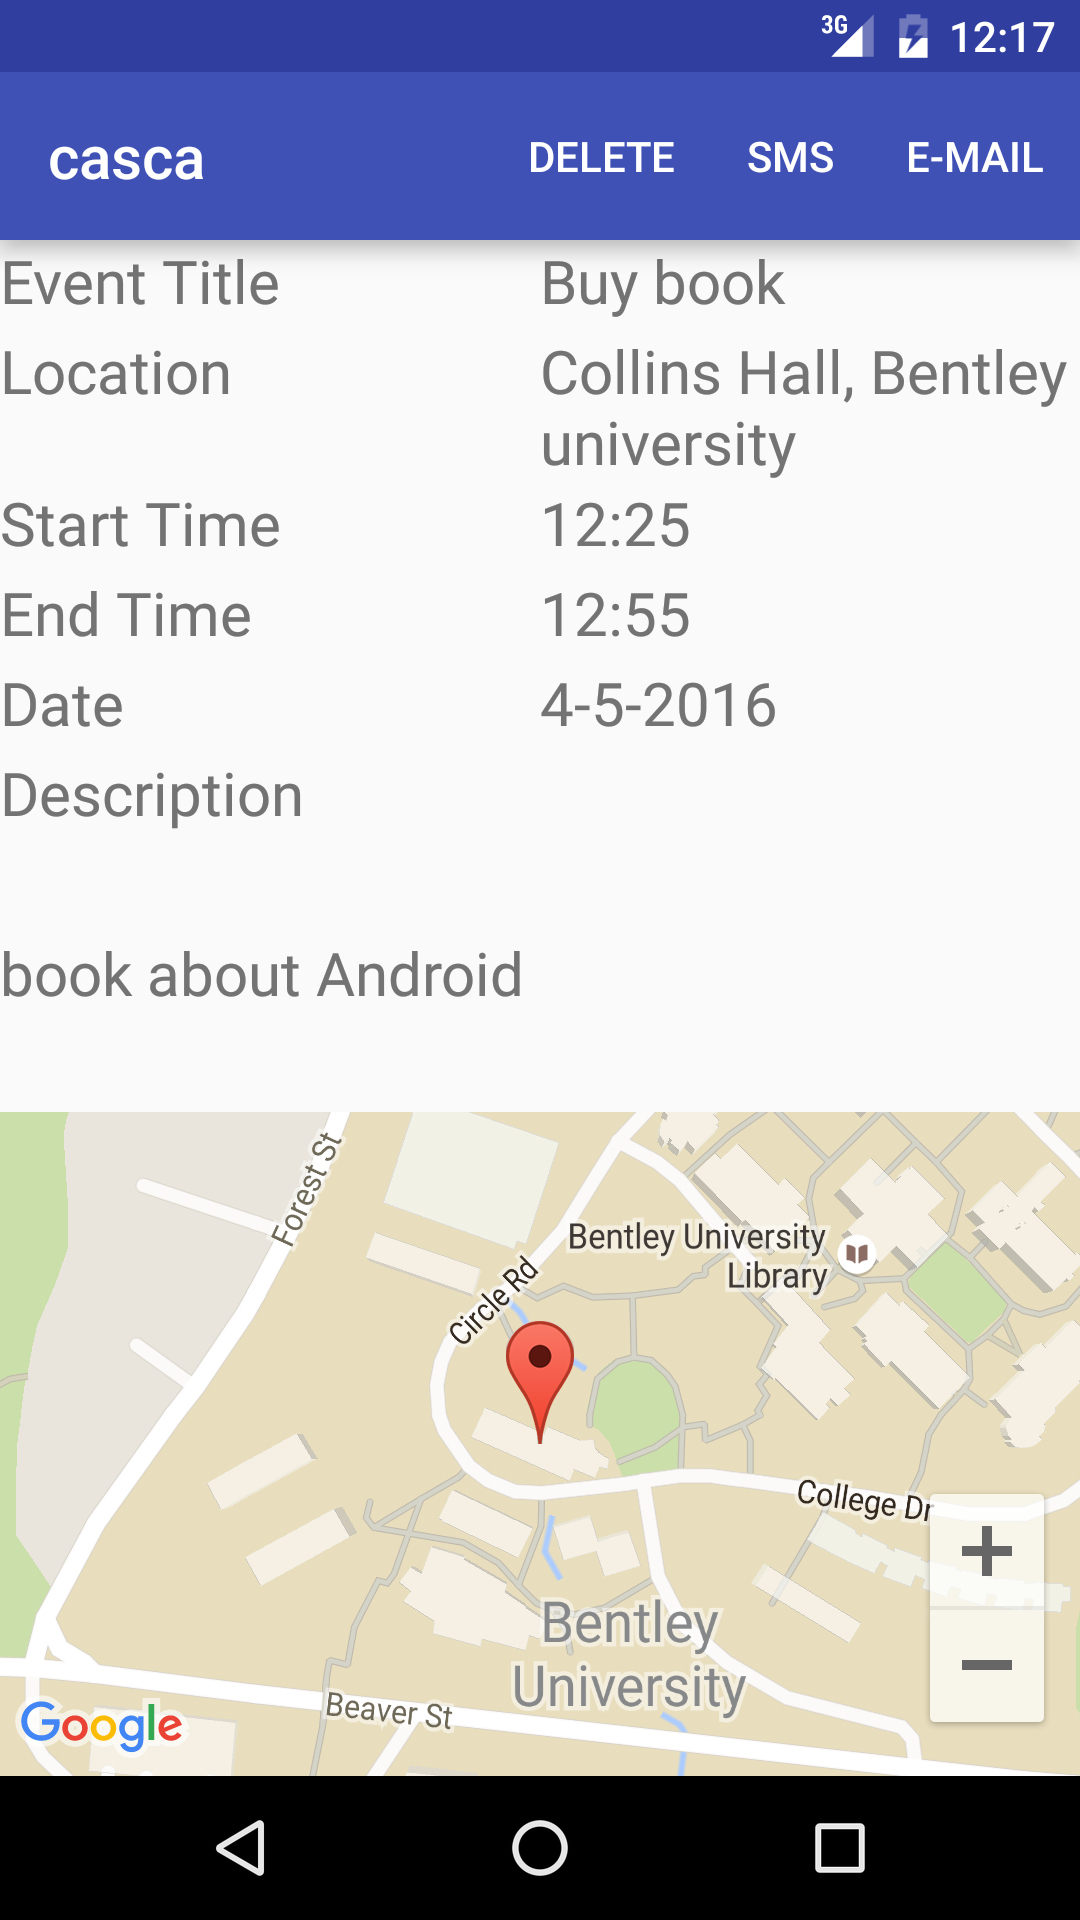 3G 12:17
casca DELETE SMS E-MAIL
Event Title Buy book
Location Collins Hall, Bentley
university
Start Time 12:25
End Time 12:55
Date 4-5-2016
Description
book about Android
Forest St
Bentley University
Library
Circle Rd
College Dr
Bentley
University
Beaver St
Google